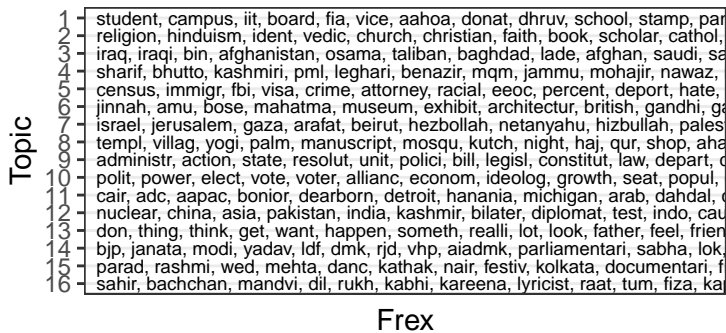 1 student, campus, iit, board, fia, vice, aahoa, donat, dhruv, school, stamp, par
2 religion, hinduism, ident, vedic, church, christian, faith, book, scholar, cathol,
3 iraq, iraqi, bin, afghanistan, osama, taliban, baghdad, lade, afghan, saudi, sa
4 sharif, bhutto, kashmiri, pml, leghari, benazir, mqm, jammu, mohajir, nawaz,
5 census, immigr, fbi, visa, crime, attorney, racial, eeoc, percent, deport, hate,
6 jinnah, amu, bose, mahatma, museum, exhibit, architectur, british, gandhi, ga
7 israel, jerusalem, gaza, arafat, beirut, hezbollah, netanyahu, hizbullah, pales
8 templ, villag, yogi, palm, manuscript, mosqu, kutch, night, haj, qur, shop, aha
9 administr, action, state, resolut, unit, polici, bill, legisl, constitut, law, depart,
10 polit, power, elect, vote, voter, allianc, econom, ideolog, growth, seat, popul,
11 cair, adc, aapac, bonior, dearborn, detroit, hanania, michigan, arab, dahdal,
12 nuclear, china, asia, pakistan, india, kashmir, bilater, diplomat, test, indo, cau
13 don, thing, think, get, want, happen, someth, realli, lot, look, father, feel, frien
14 bjp, janata, modi, yadav, ldf, dmk, rjd, vhp, aiadmk, parliamentari, sabha, lok,
15 parad, rashmi, wed, mehta, danc, kathak, nair, festiv, kolkata, documentari, f
16 sahir, bachchan, mandvi, dil, rukh, kabhi, kareena, lyricist, raat, tum, fiza, ka
Topic
Frex